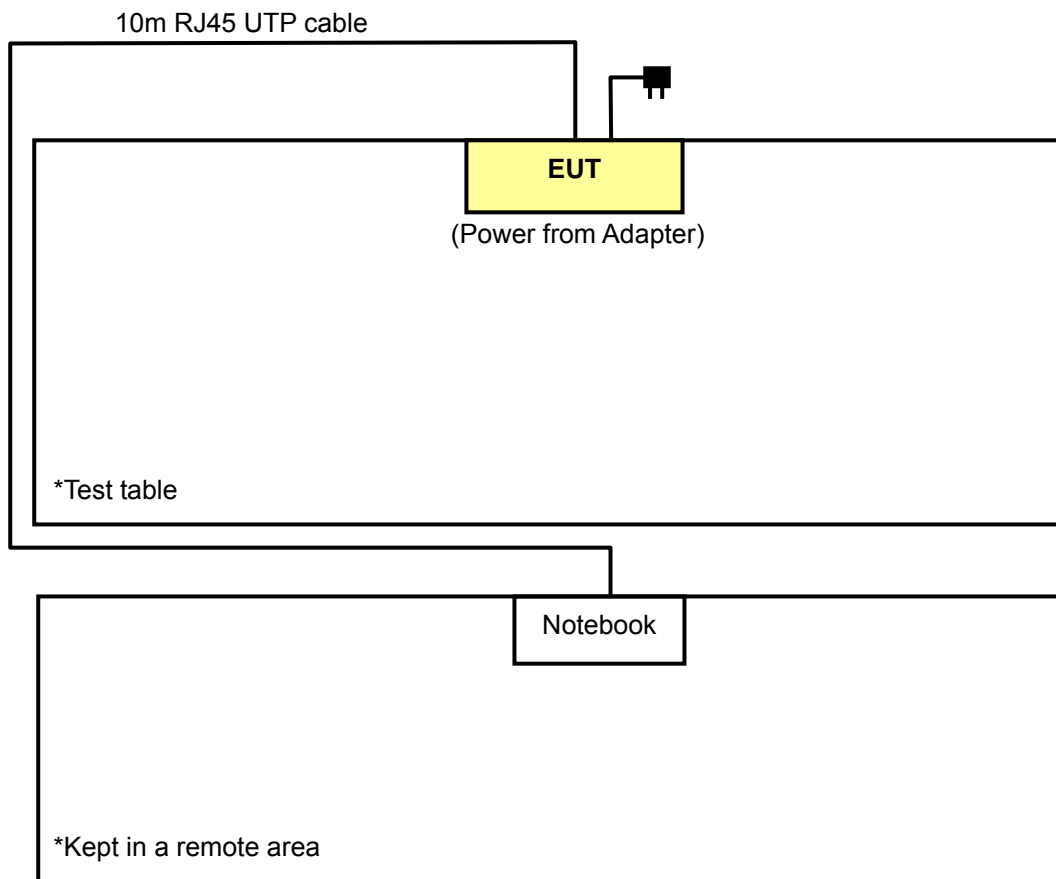 10m RJ45 UTP cable
EUT
(Power from Adapter)
*Test table
Notebook
*Kept in a remote area